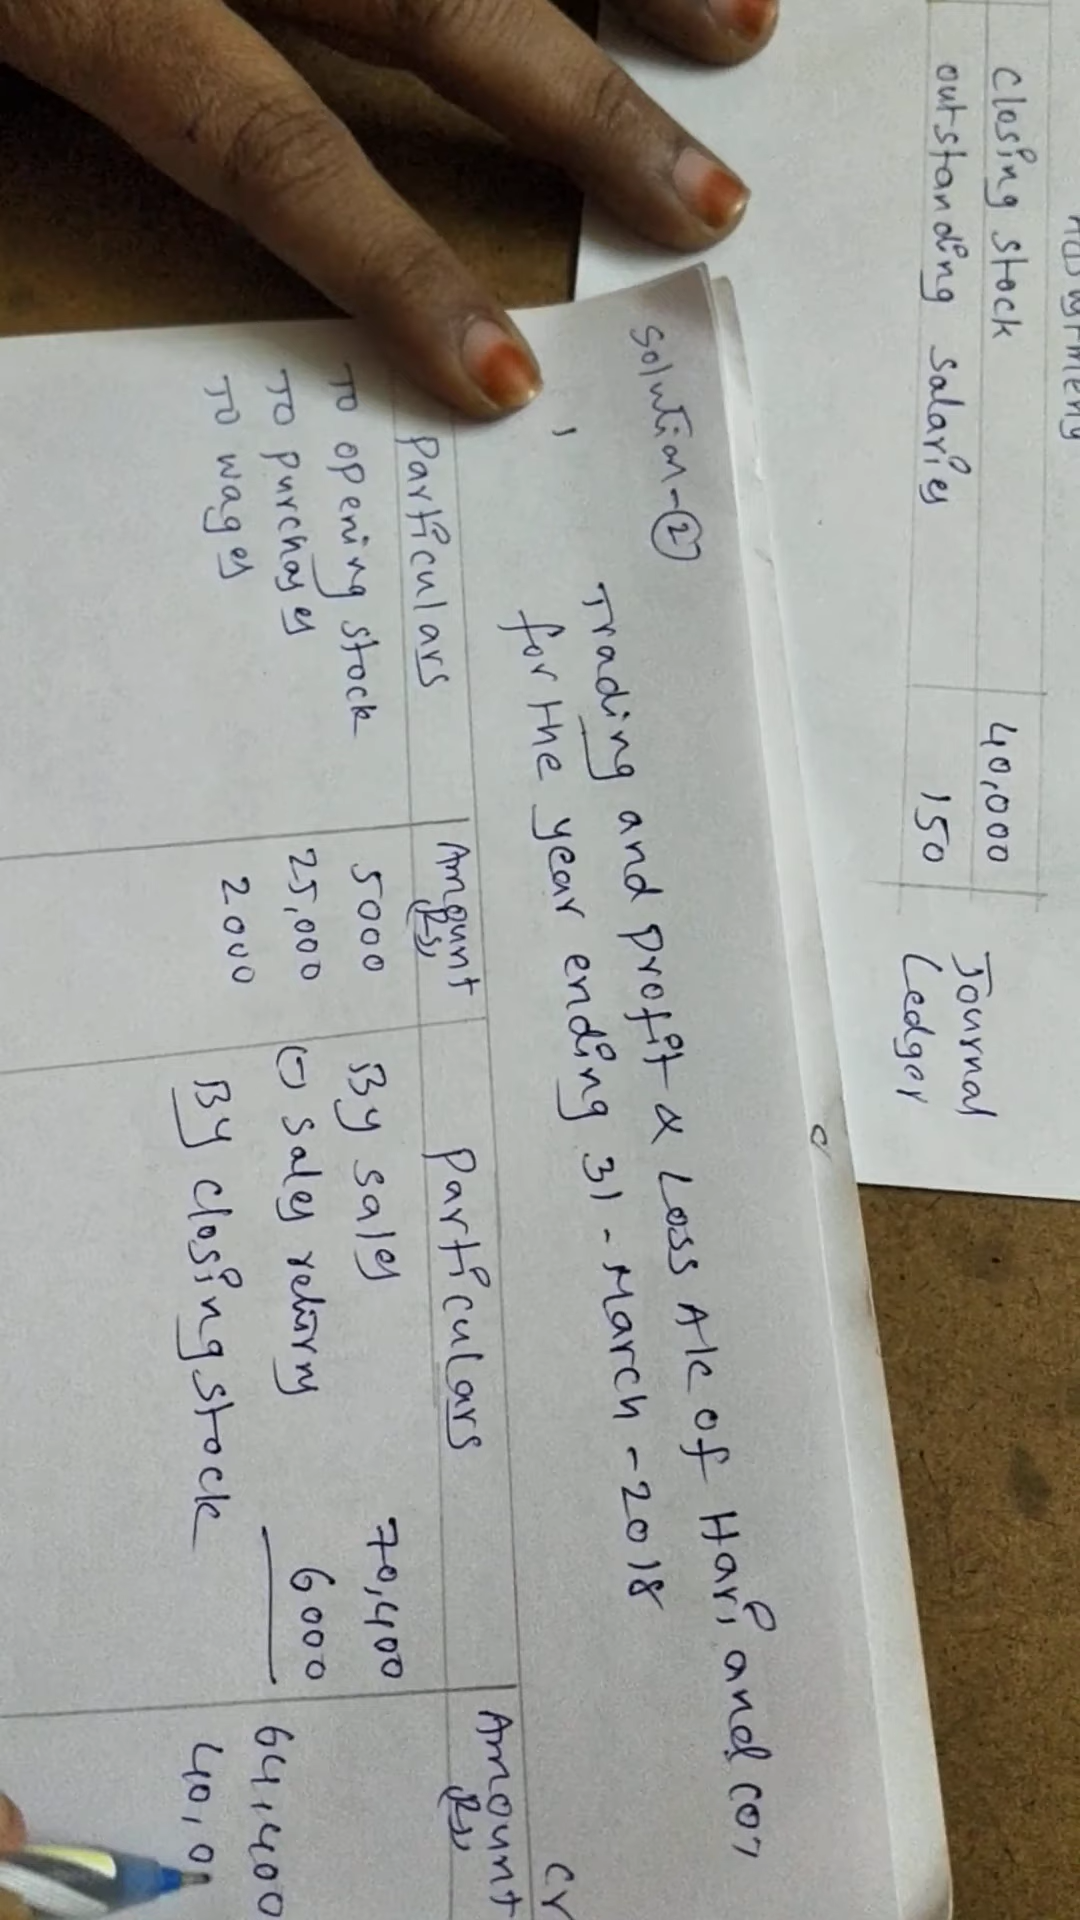 closing stock 40,000
outstanding salaries 150
Journal
Ledger
Solution-②
Trading and profit & Loss A/c of Hari and co,
for the year ending 31-March-2018
Cr
Particulars Amount Rs, Particulars Amount Rs,
To opening stock 5000 By sales 70,400
To purchases 25,000 (-) sales returns 6000 64,400
To wages 2000 By closing stock 40,0